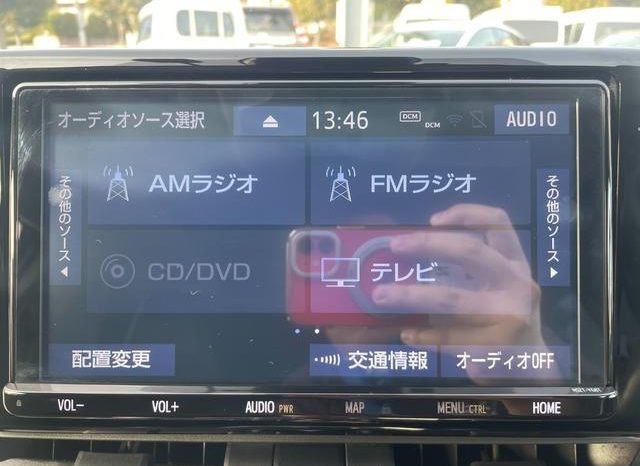 オーディオソース選択
13:46
DCM
DCM
AUDIO
その他のソース
AMラジオ
FMラジオ
その他のソース
CD/DVD
テレビ
配置変更
交通情報
オーディオOFF
VOL-
VOL+
AUDIO PWR
MAP
MENU CTRL
HOME